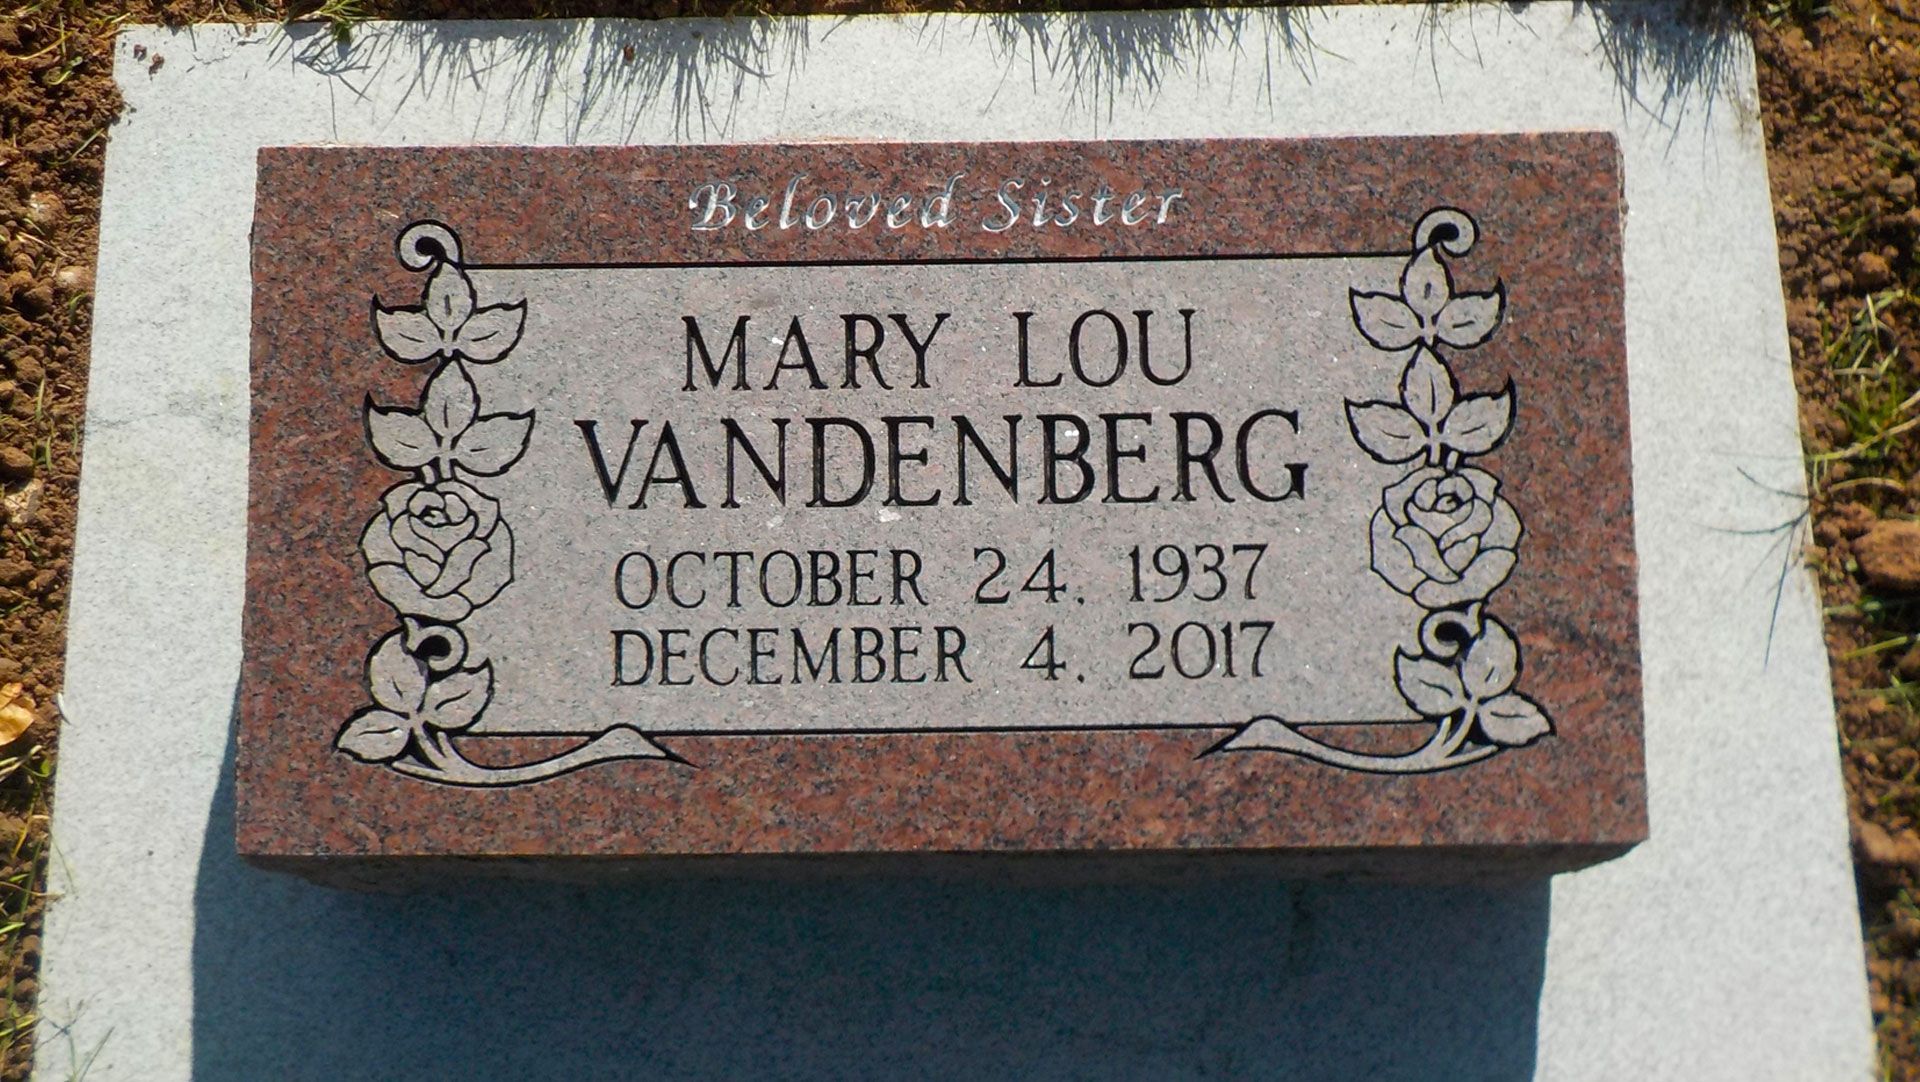 Beloved Sister
MARY LOU
VANDENBERG
OCTOBER 24, 1937
DECEMBER 4, 2017